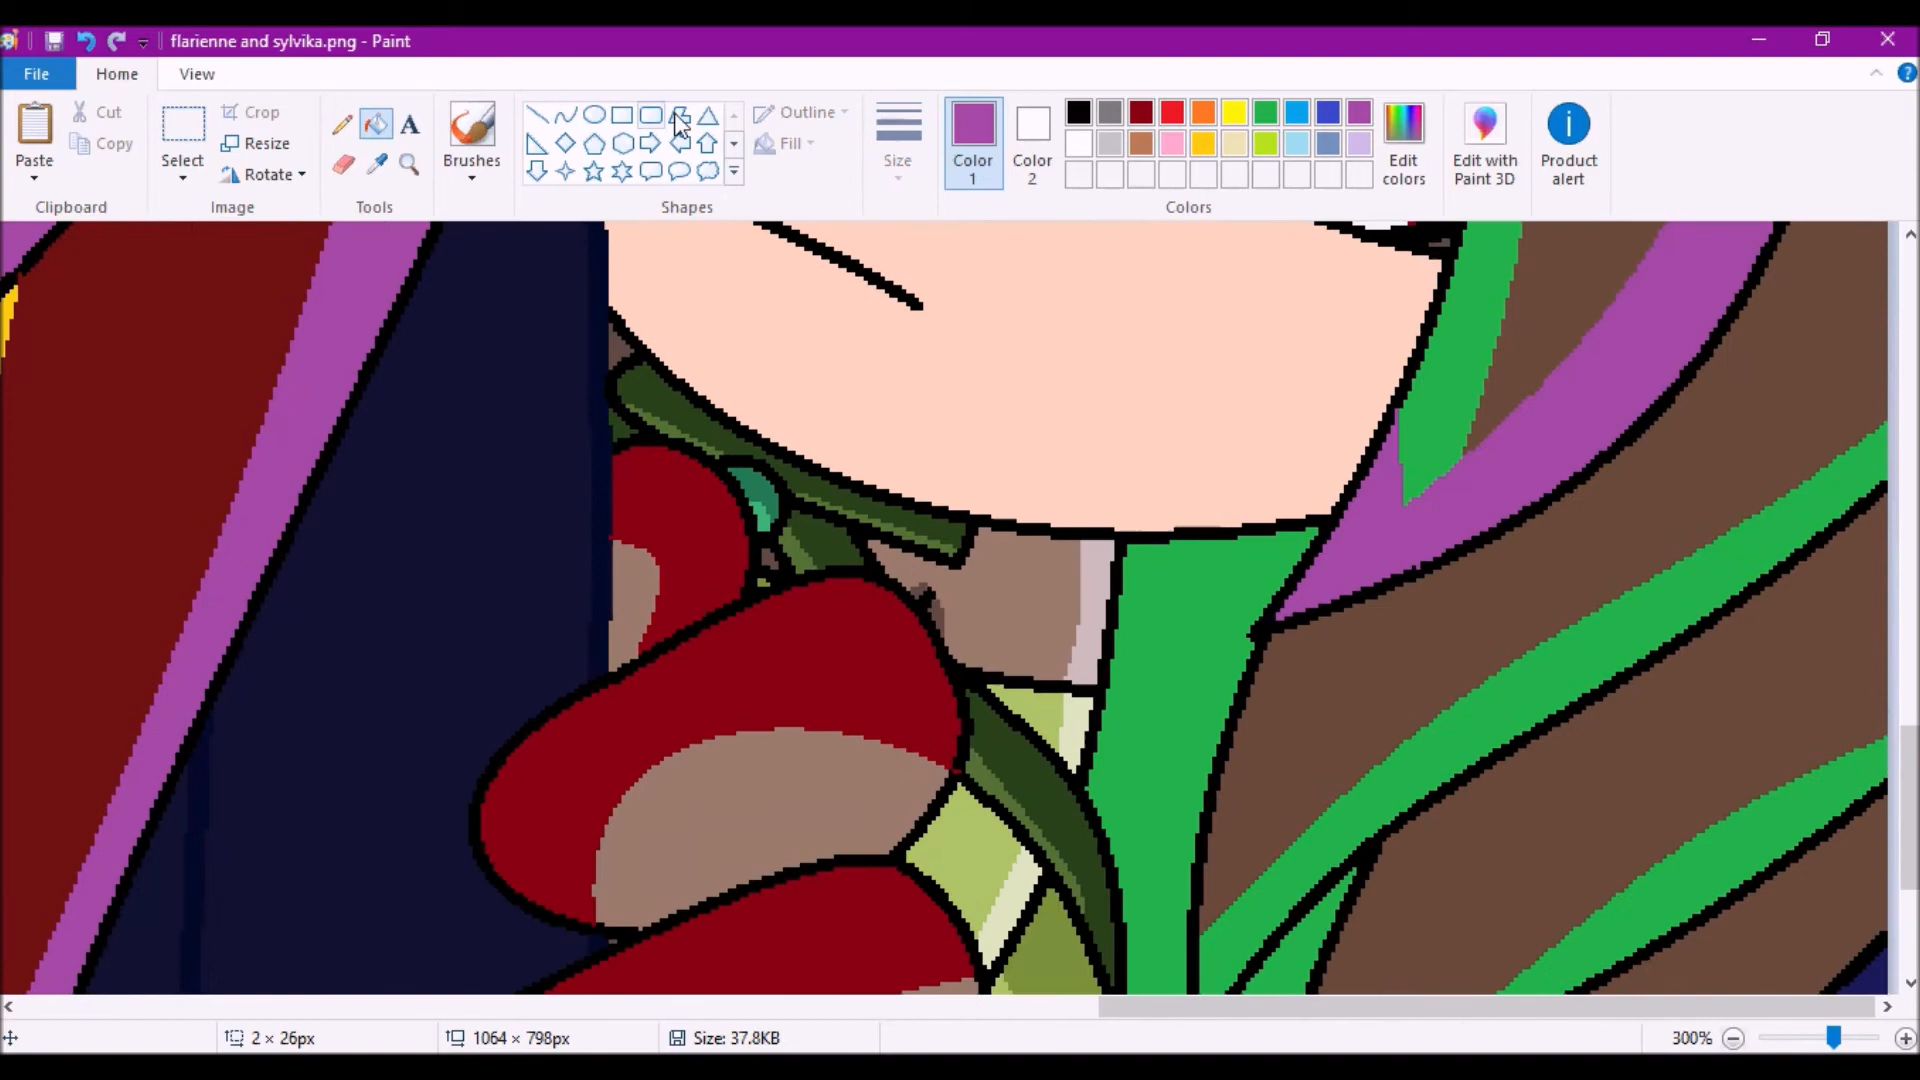 flarienne and sylvika.png - Paint
File Home View
Paste
Cut
Copy
Clipboard
Select
Crop
Resize
Rotate
Image
A
Tools
Brushes
Shapes
Outline
Fill
Size
Color 1
Color 2
Edit colors
Colors
Edit with Paint 3D
Product alert
2 × 26px
1064 × 798px
Size: 37.8KB
300%